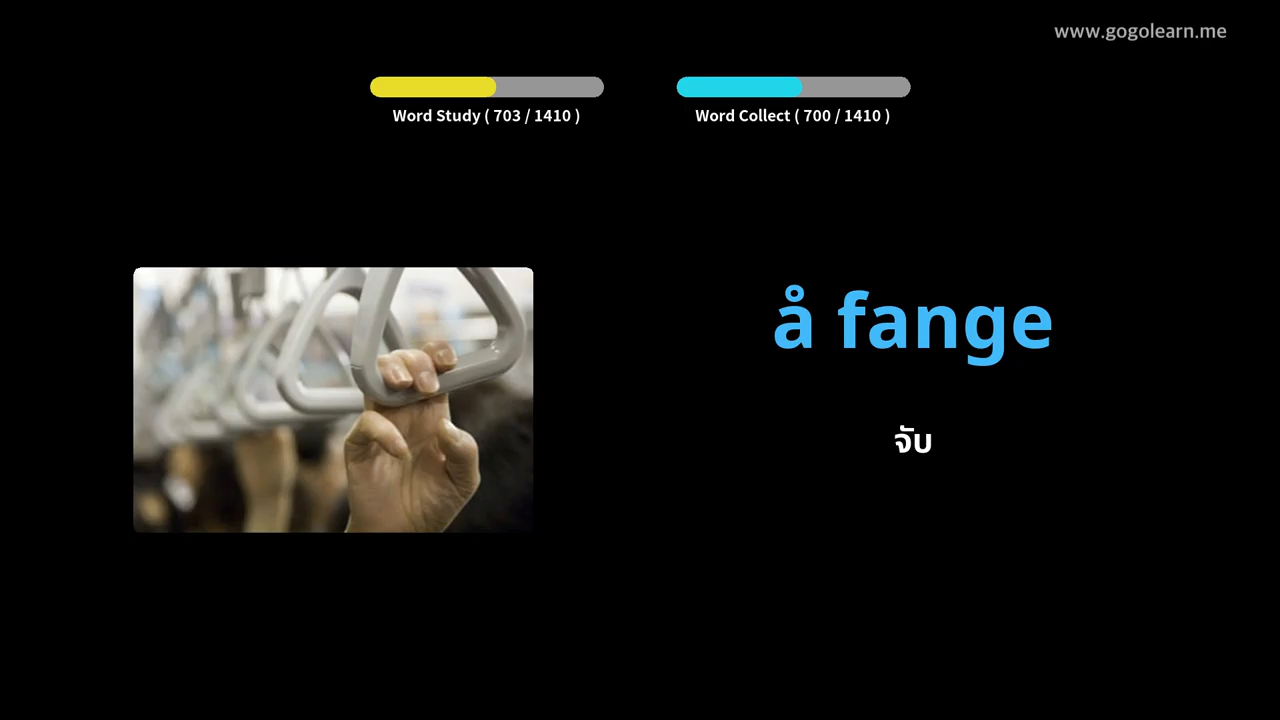 www.gogolearn.me
Word Study ( 703 / 1410 )
Word Collect ( 700 / 1410 )
å fange
จับ